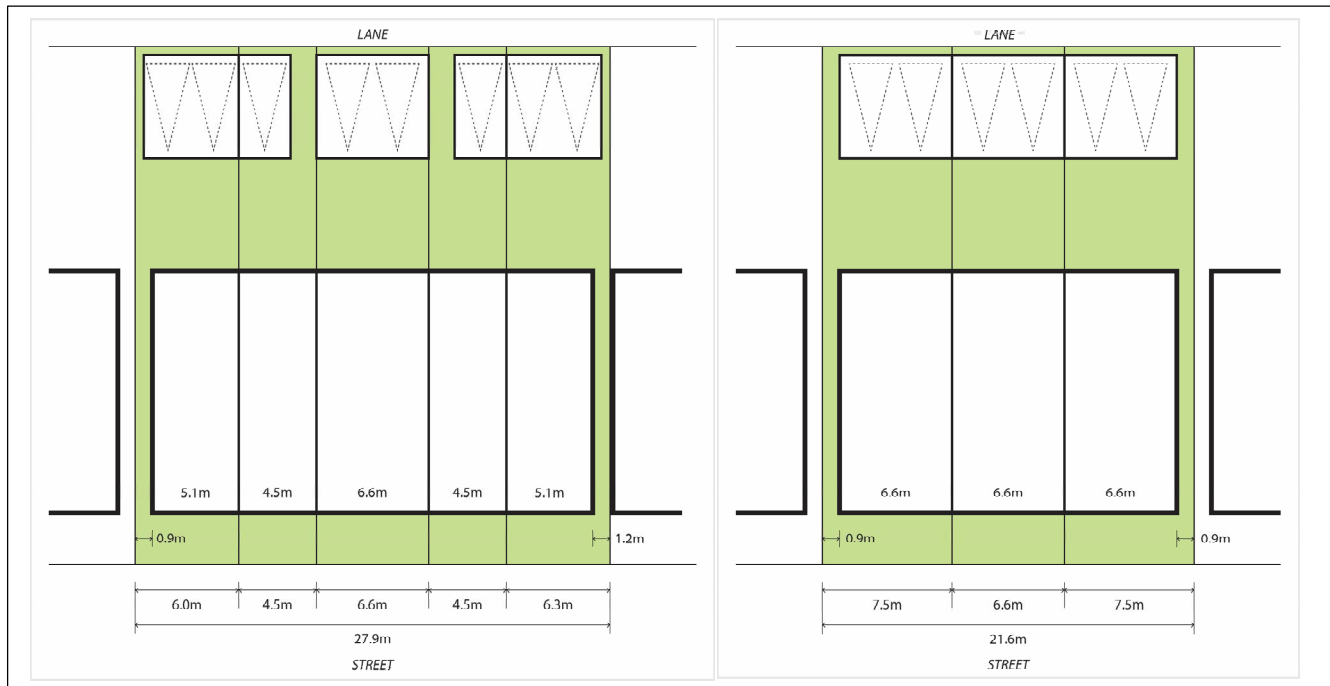 LANE
5.1m 4.5m 6.6m 4.5m 5.1m
0.9m 1.2m
6.0m 4.5m 6.6m 4.5m 6.3m
27.9m
STREET
LANE
6.6m 6.6m 6.6m
0.9m 0.9m
7.5m 6.6m 7.5m
21.6m
STREET